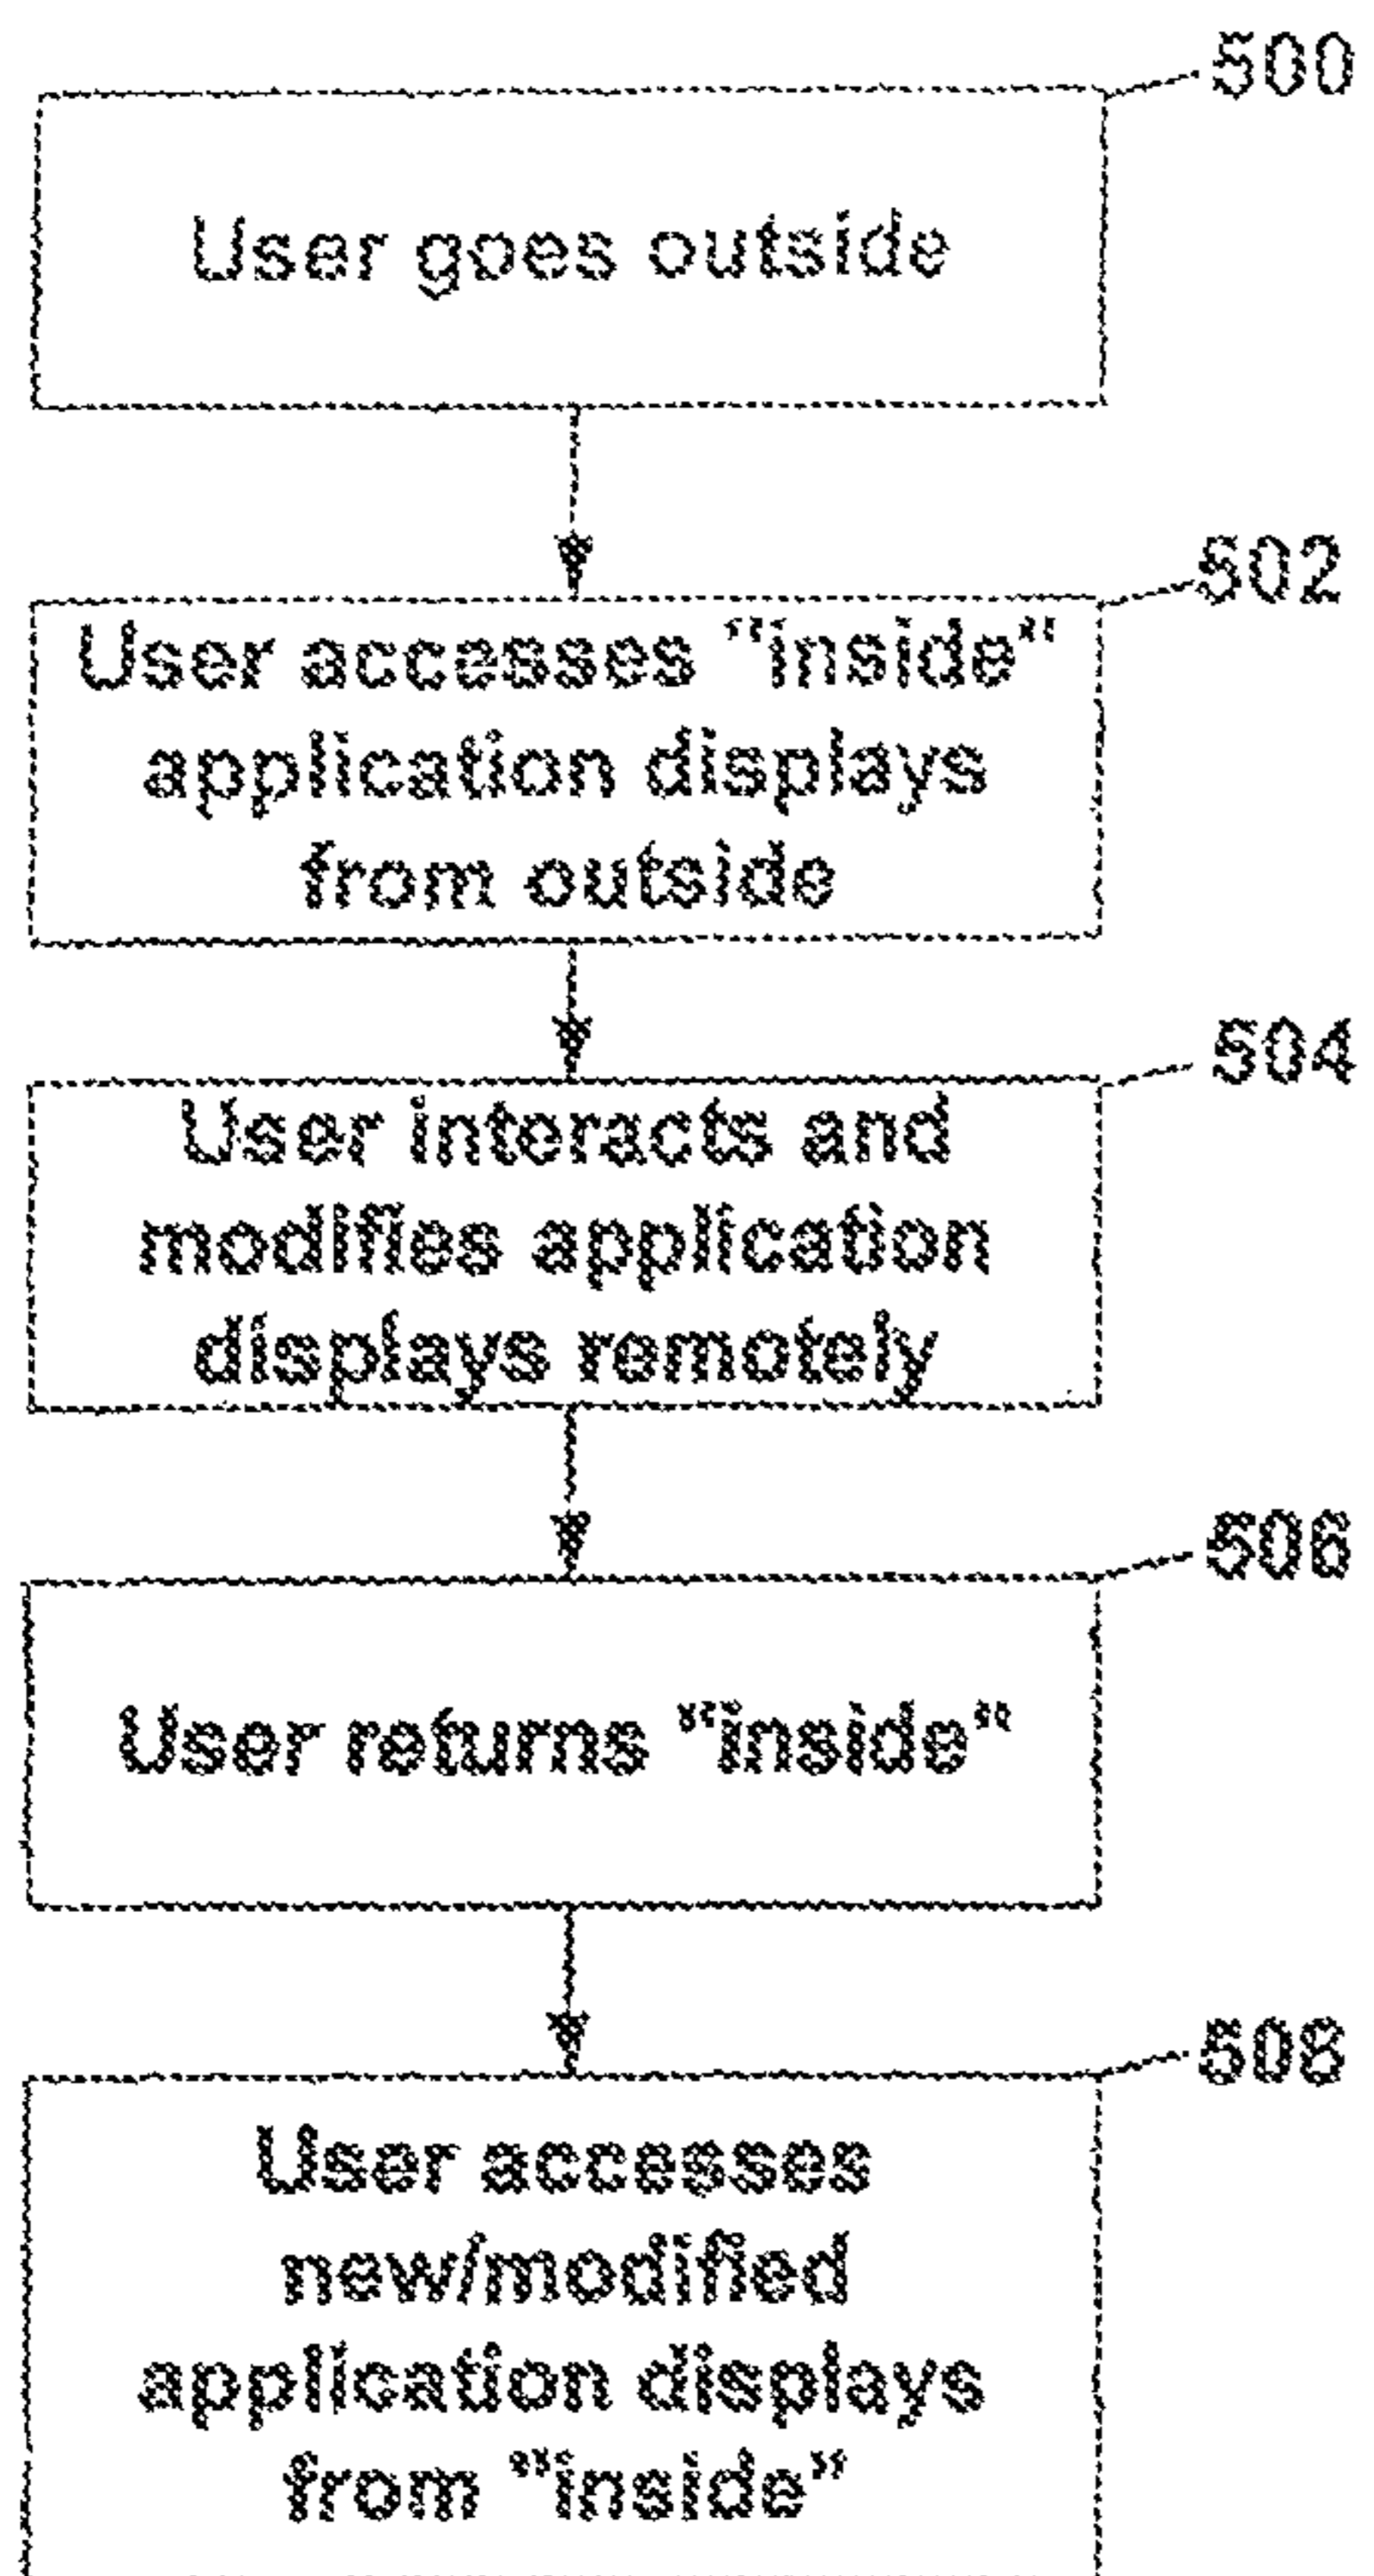 500
User goes outside
502
User accesses "inside"
application displays
from outside
504
User interacts and
modifies application
displays remotely
506
User returns "inside"
508
User accesses
new/modified
application displays
from "inside"